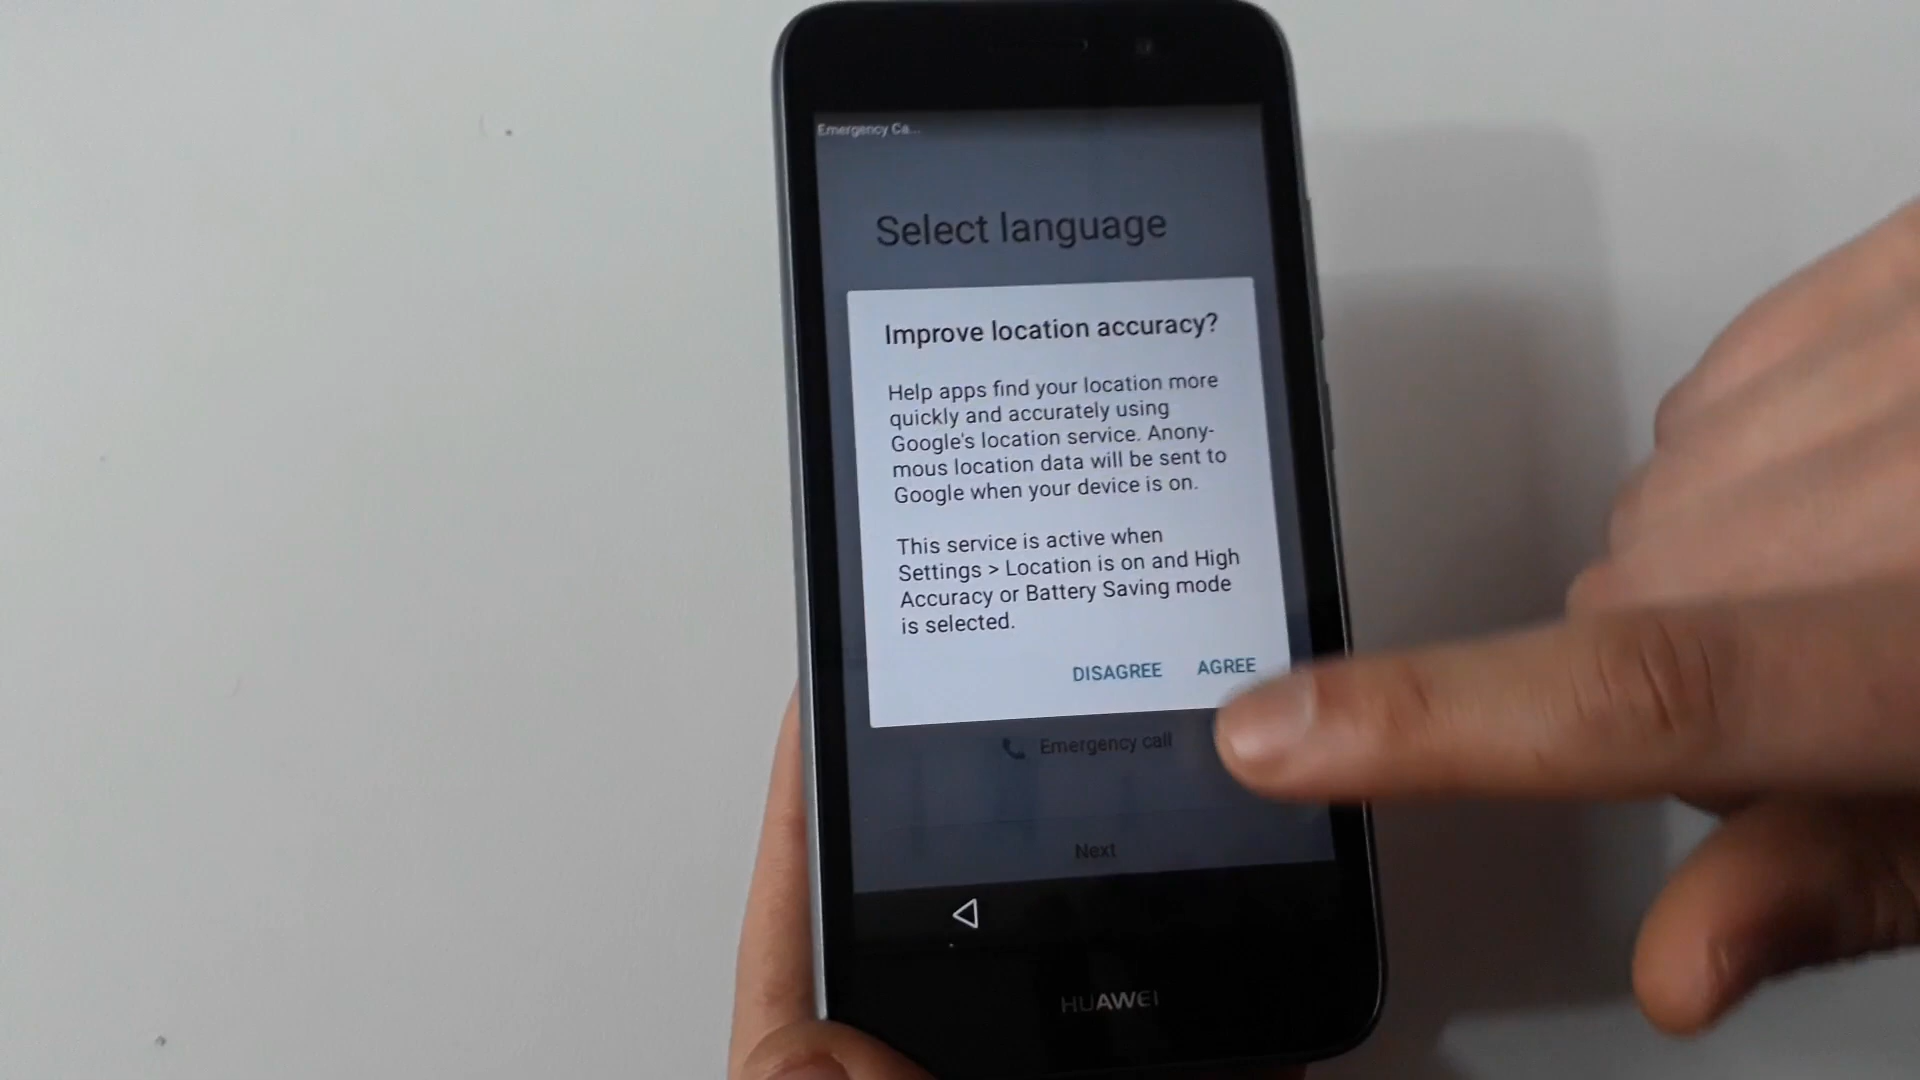 Emergency Ca...
Select language
Improve location accuracy?
Help apps find your location more
quickly and accurately using
Google's location service. Anony-
mous location data will be sent to
Google when your device is on.
This service is active when
Settings > Location is on and High
Accuracy or Battery Saving mode
is selected.
DISAGREE AGREE
Emergency call
Next
HUAWEI